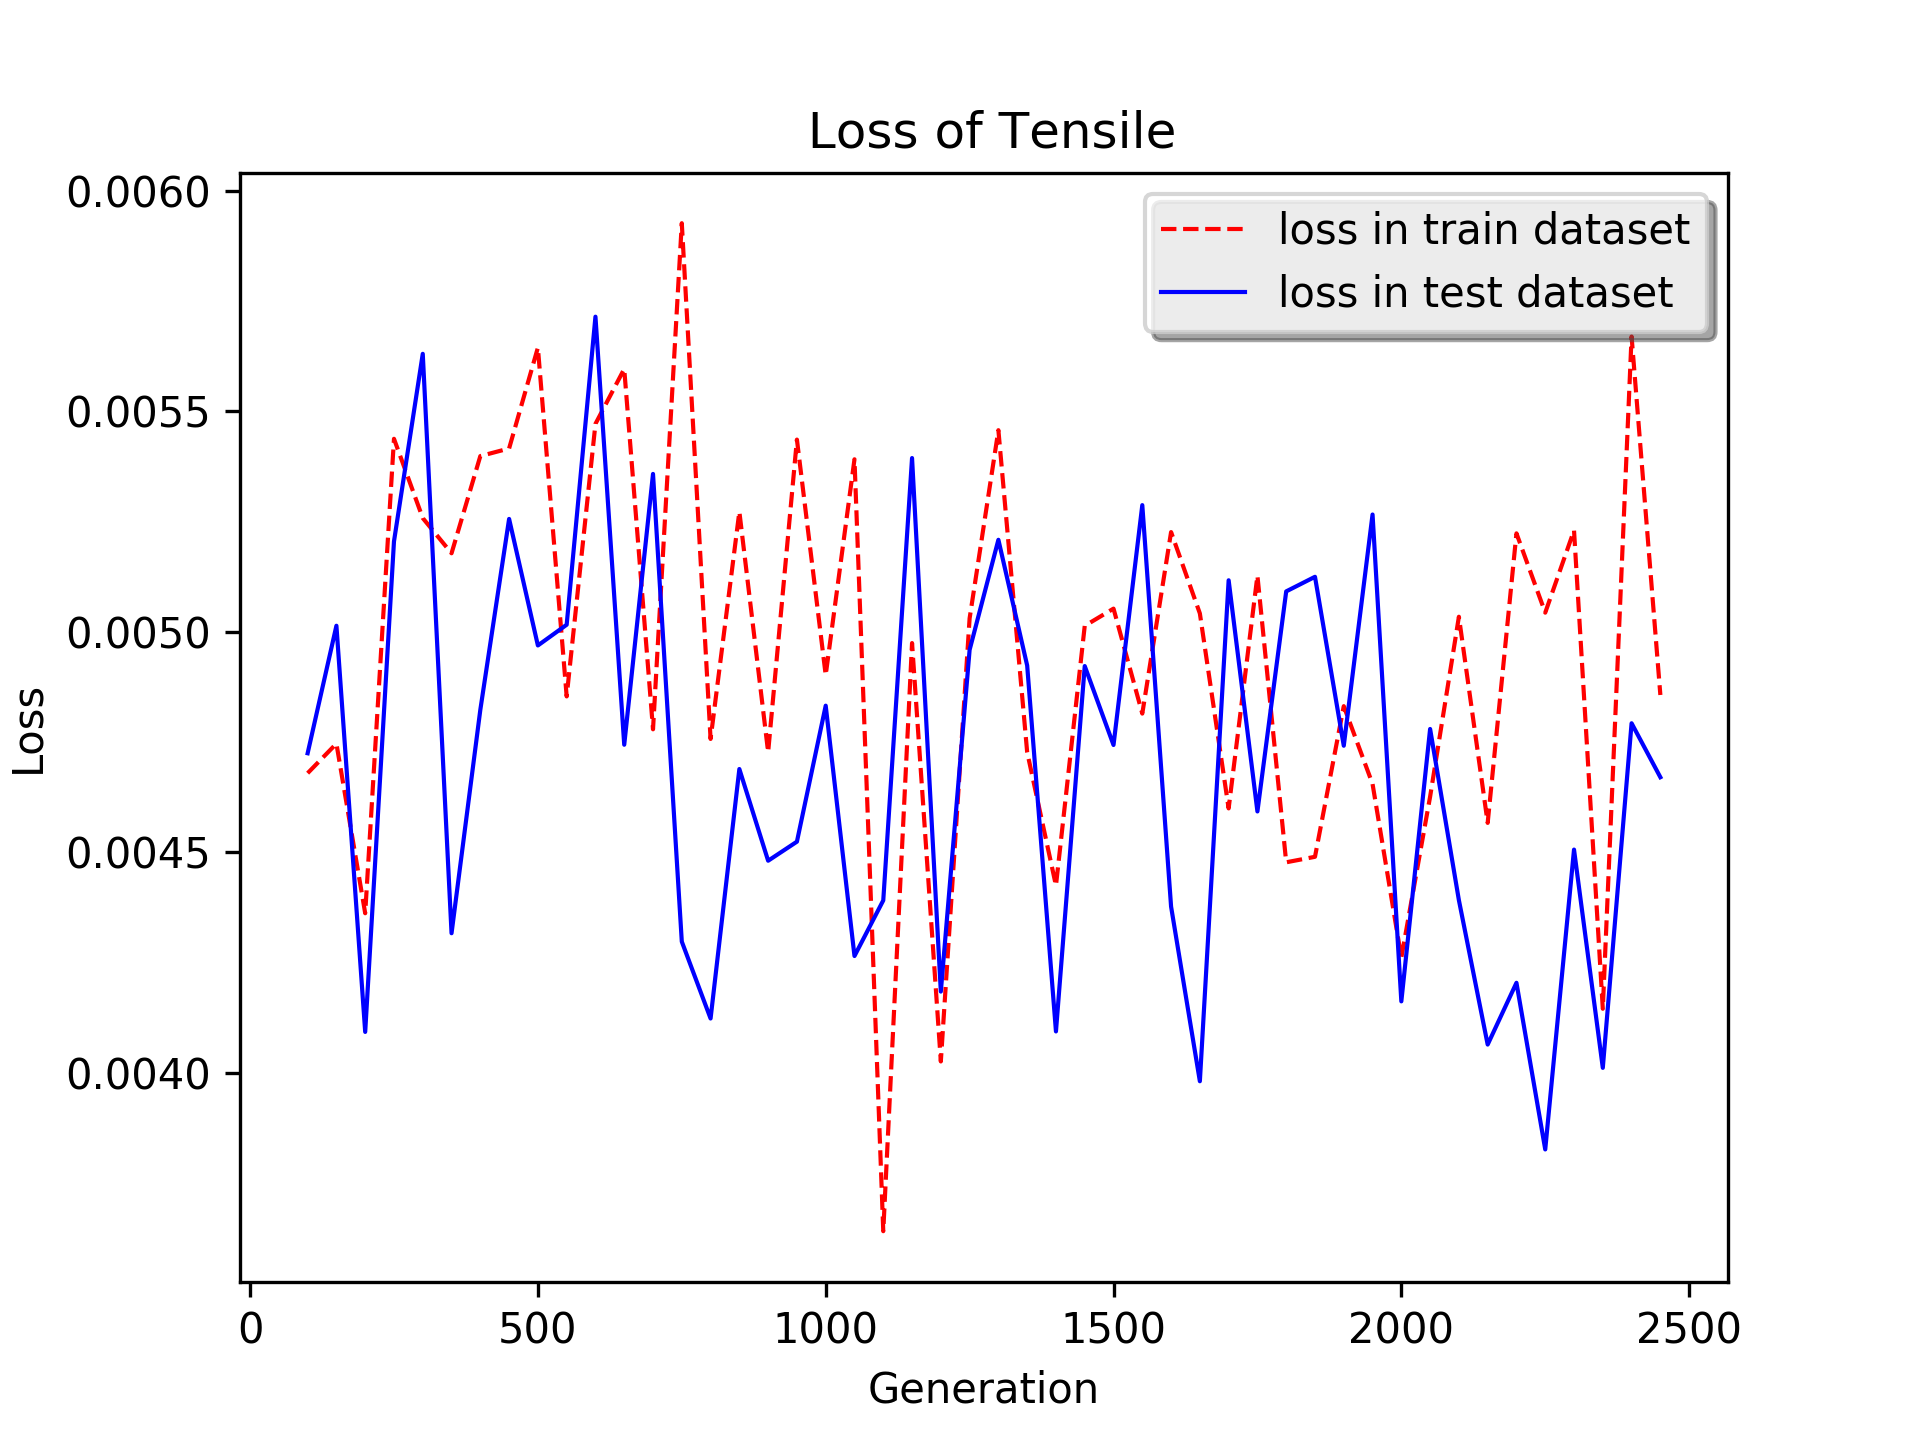 Loss of Tensile
0.0060
0.0055
0.0050
0.0045
0.0040
Loss
loss in train dataset
loss in test dataset
0 500 1000 1500 2000 2500
Generation